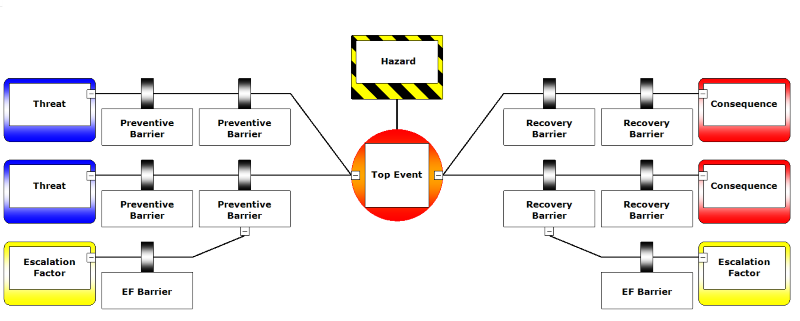 Hazard
Threat
Preventive
Barrier
Preventive
Barrier
Recovery
Barrier
Recovery
Barrier
Consequence
Top Event
Threat
Preventive
Barrier
Preventive
Barrier
Recovery
Barrier
Recovery
Barrier
Consequence
Escalation
Factor
EF Barrier
EF Barrier
Escalation
Factor